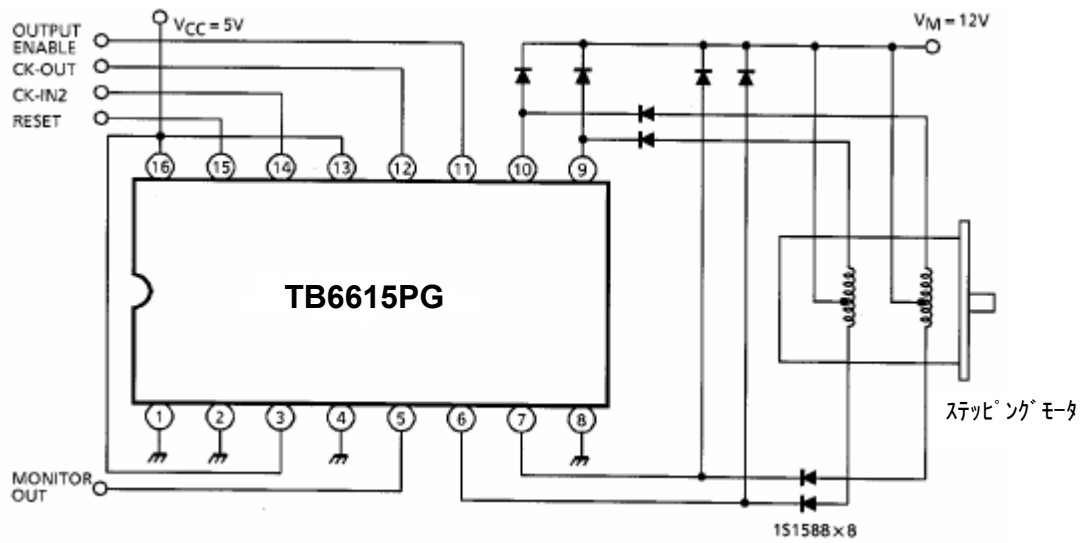 OUTPUT
ENABLE
CK-OUT
CK-IN2
RESET
VCC = 5V
VM = 12V
16 15 14 13 12 11 10 9
TB6615PG
1 2 3 4 5 6 7 8
ステッピングモータ
MONITOR
OUT
1S1588×8